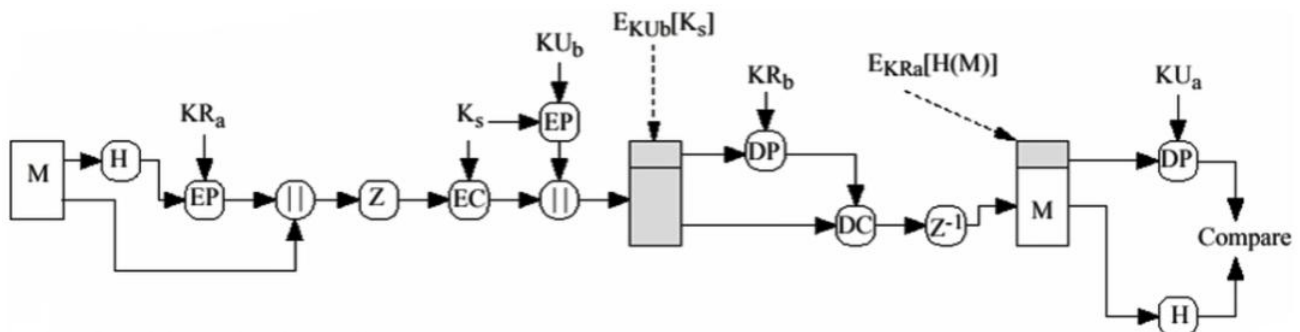 E_KUb[K_s]
KU_b
E_KRa[H(M)]
KR_b
KU_a
KR_a
K_s
EP
M
H
DP
DP
EP
||
Z
EC
||
DC
Z-1
M
Compare
H